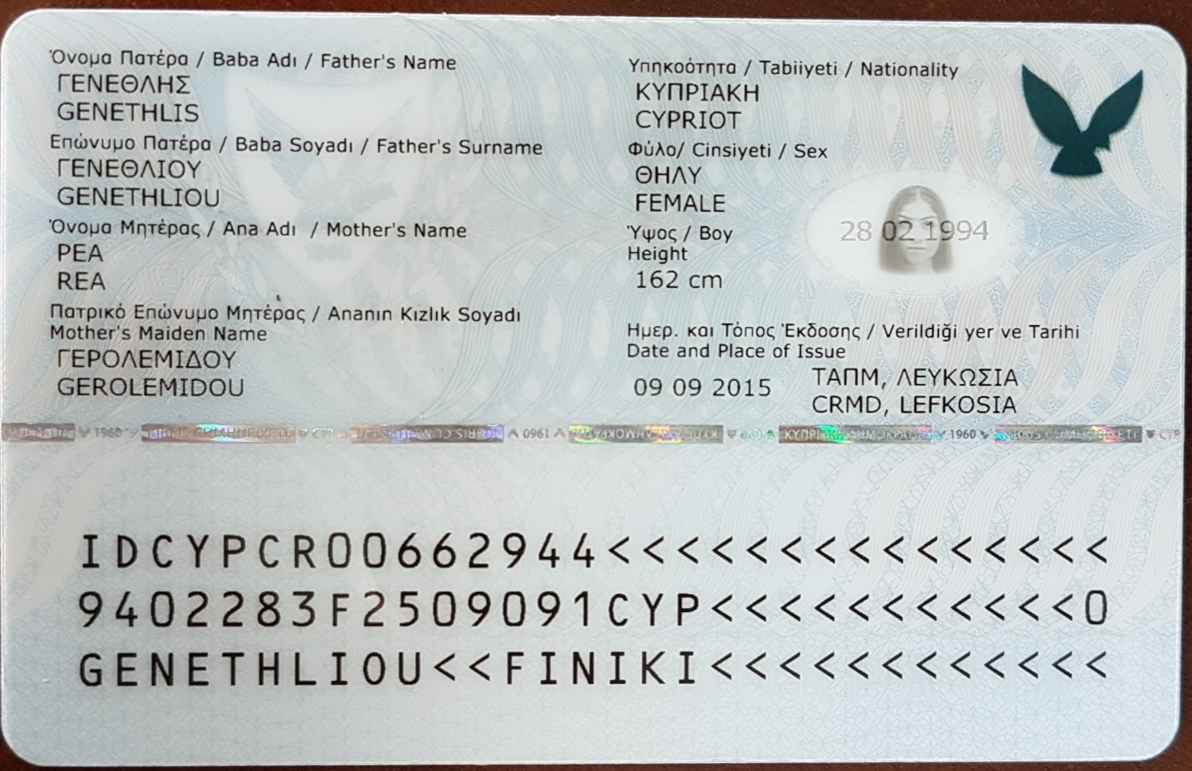 Όνομα Πατέρα / Baba Adı / Father's Name
ΓΕΝΕΘΛΗΣ
GENETHLIS
Επώνυμο Πατέρα / Baba Soyadı / Father's Surname
ΓΕΝΕΘΛΙΟΥ
GENETHLIOU
Όνομα Μητέρας / Ana Adı / Mother's Name
ΡΕΑ
REA
Πατρικό Επώνυμο Μητέρας / Ananın Kızlık Soyadı
Mother's Maiden Name
ΓΕΡΟΛΕΜΙΔΟΥ
GEROLEMIDOU
Υπηκοότητα / Tabiiyeti / Nationality
ΚΥΠΡΙΑΚΗ
CYPRIOT
Φύλο/ Cinsiyeti / Sex
ΘΗΛΥ
FEMALE
Ύψος / Boy
Height
162 cm
28 02 1994
Ημερ. και Τόπος Έκδοσης / Verildiği yer ve Tarihi
Date and Place of Issue
09 09 2015
ΤΑΠΜ, ΛΕΥΚΩΣΙΑ
CRMD, LEFKOSIA
1960 1960 1960
IDCYPCR00662944<<<<<<<<<<<<<<<
9402283F2509091CYP<<<<<<<<<<<0
GENETHLIOU<<FINIKI<<<<<<<<<<<<